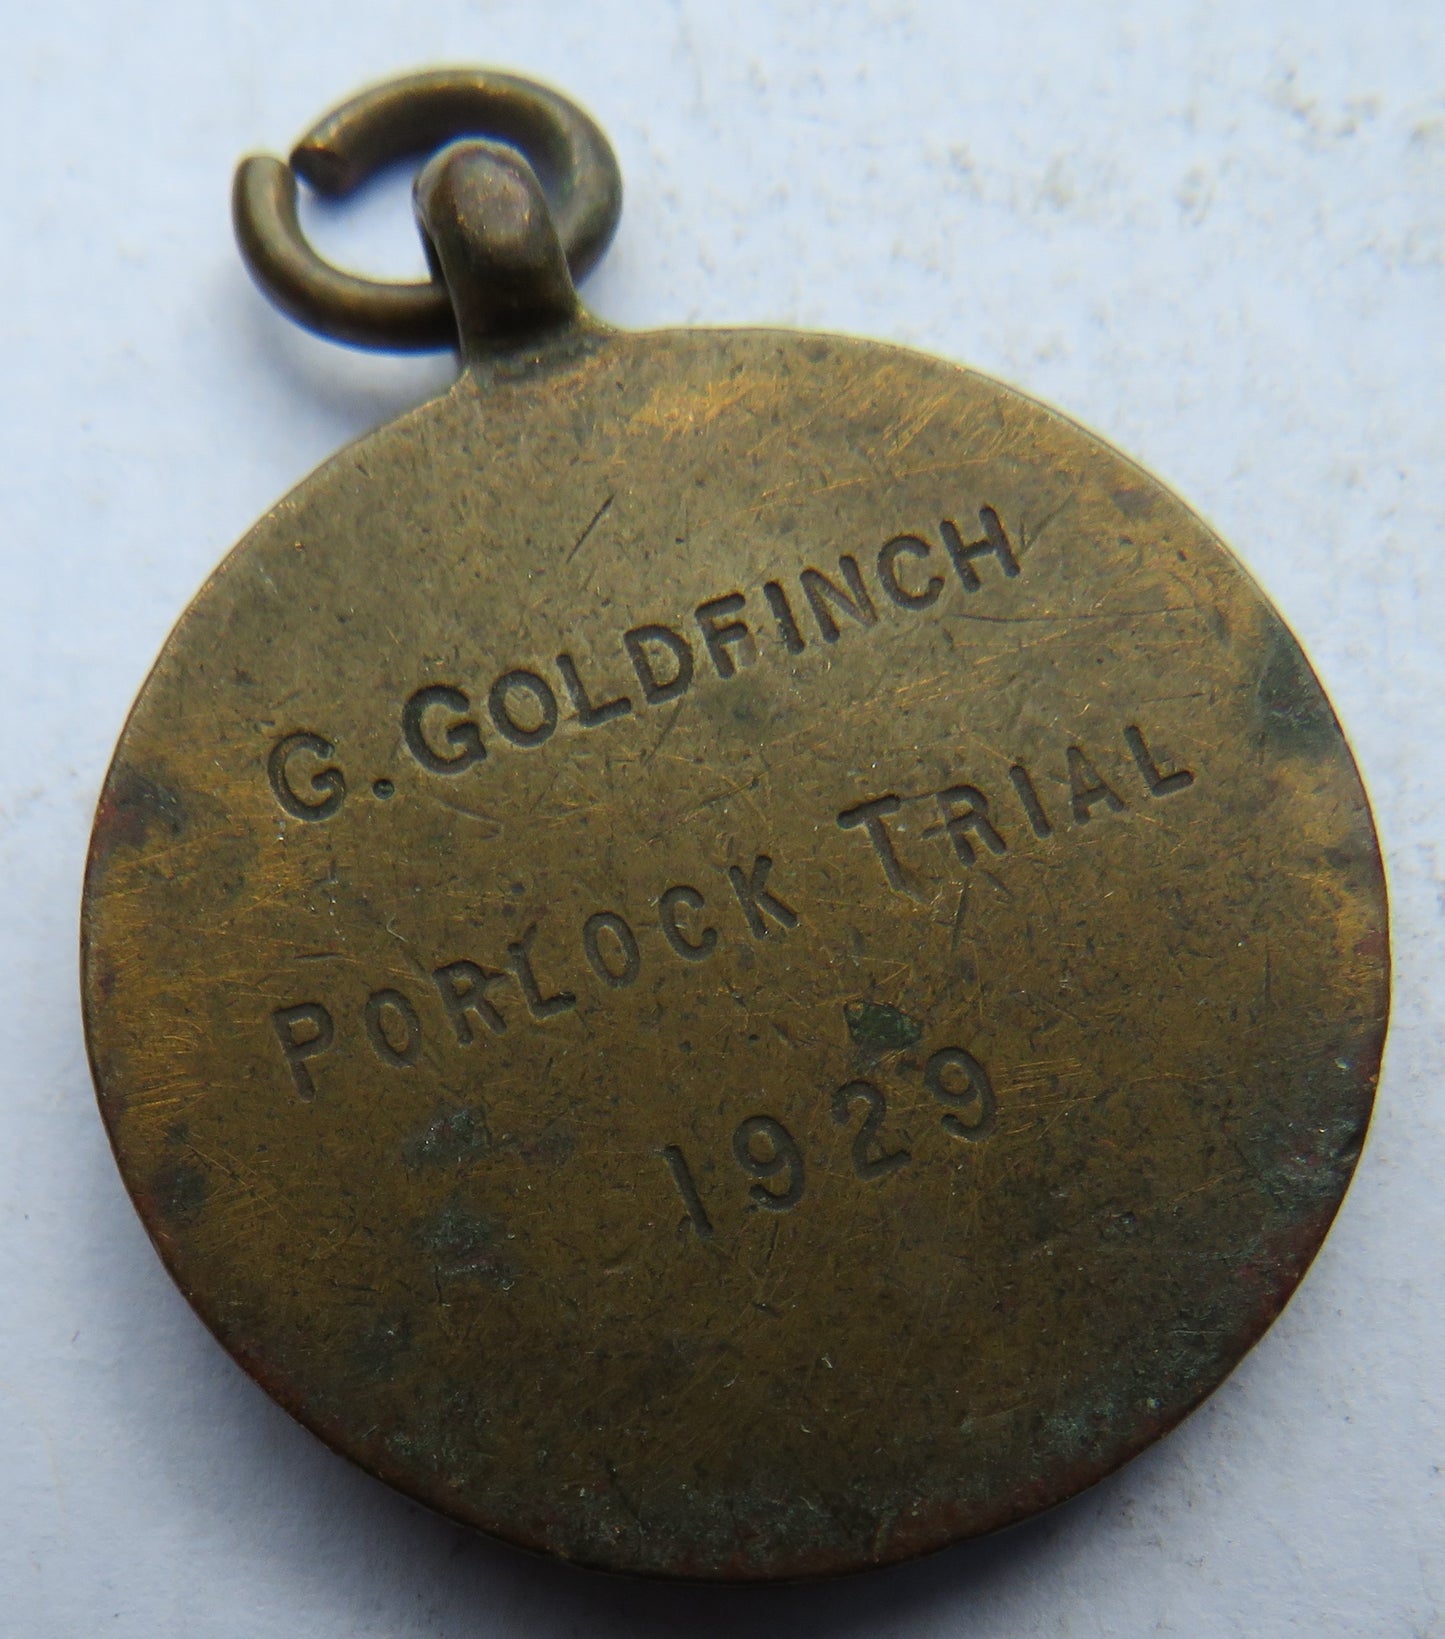 G. GOLDFINCH
PORLOCK TRIAL
1929